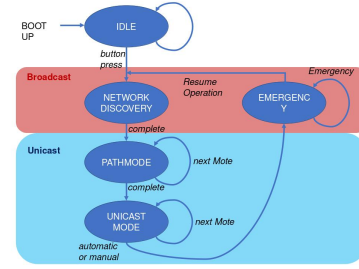 BOOT
UP
IDLE
button
press
Broadcast
Resume
Operation
Emergency
NETWORK
DISCOVERY
EMERGENC
Y
complete
Unicast
PATHMODE
next Mote
complete
UNICAST
MODE
next Mote
automatic
or manual